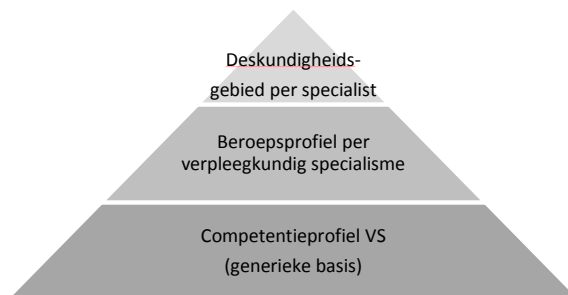 Deskundigheids-
gebied per specialist
Beroepsprofiel per
verpleegkundig specialisme
Competentieprofiel VS
(generieke basis)